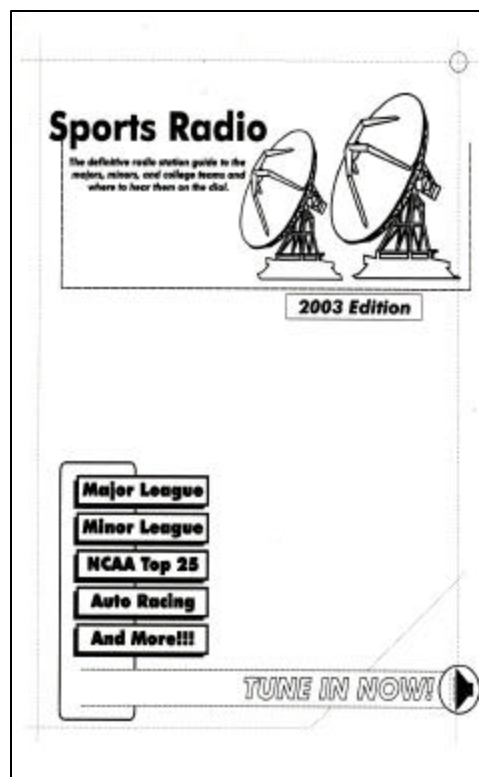 Sports Radio
The definitive radio station guide to the
majors, minors, and college teams and
where to hear them on the dial.
2003 Edition
Major League
Minor League
NCAA Top 25
Auto Racing
And More!!!
TUNE IN NOW!